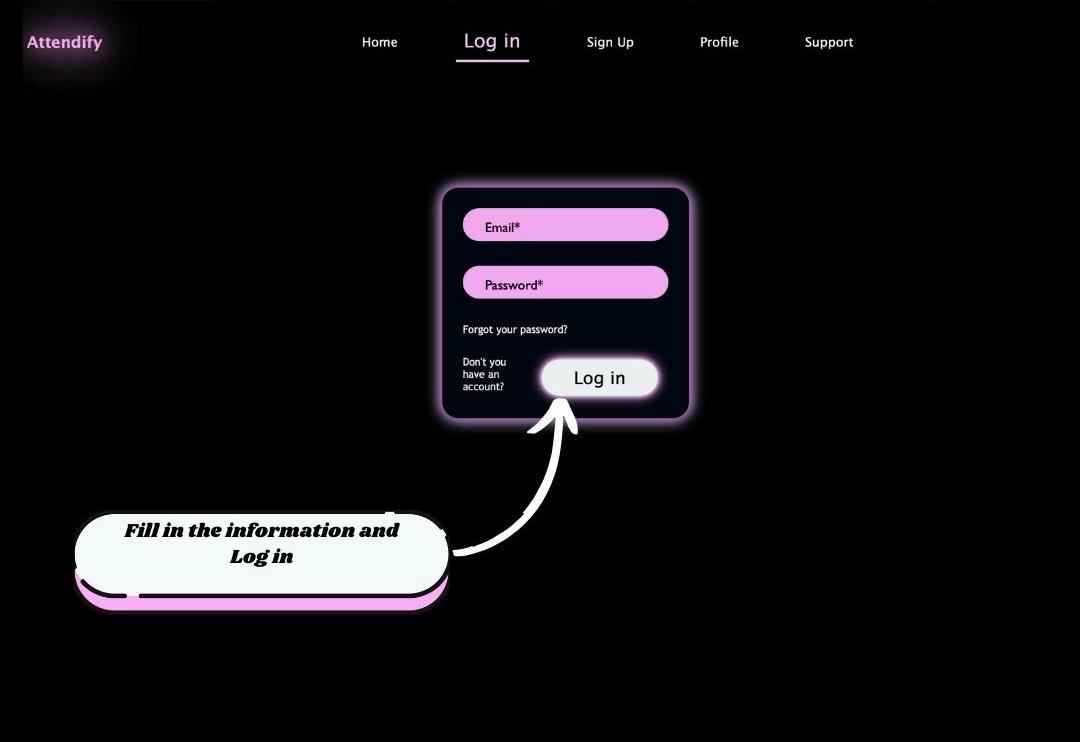 Attendify
Home
Log in
Sign Up
Profile
Support
Email*
Password*
Forgot your password?
Don't you
have an
account?
Log in
Fill in the information and
Log in